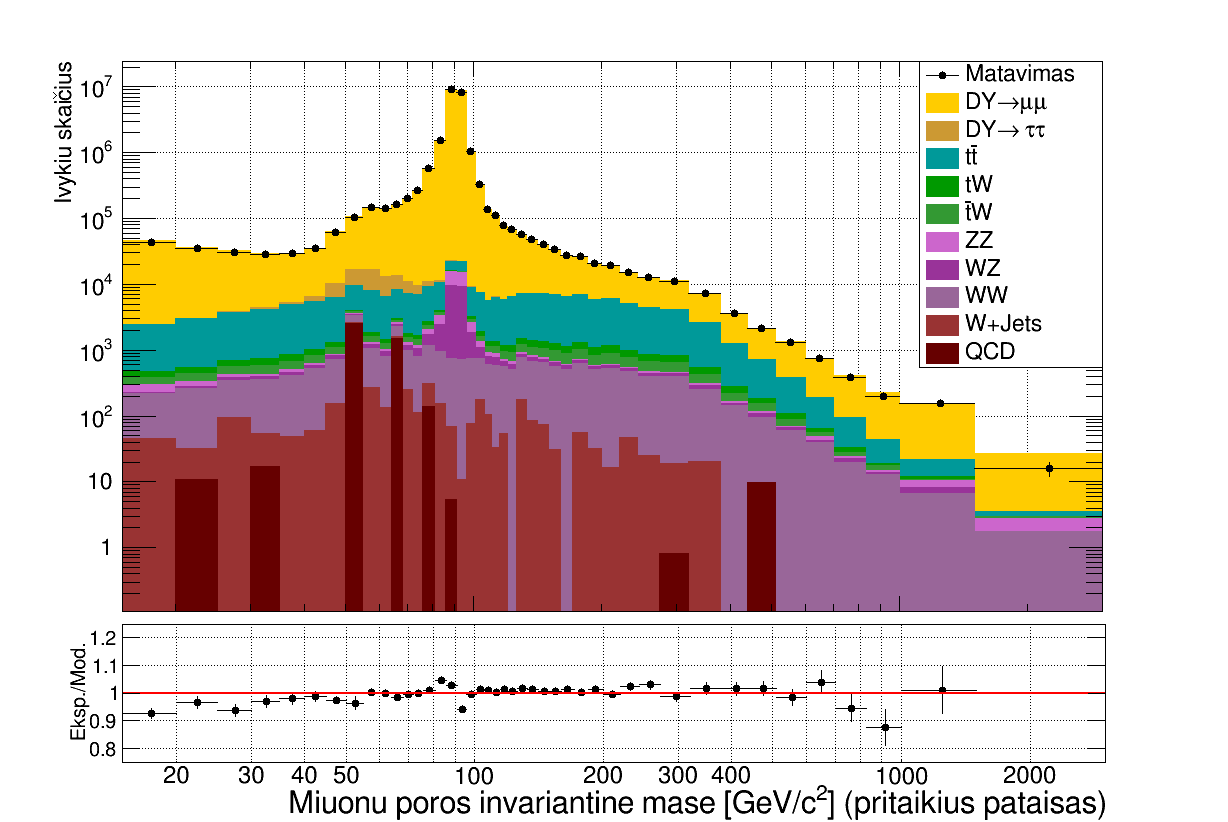 Ivykiu skaičius
10⁷
10⁶
10⁵
10⁴
10³
10²
10
1
Matavimas
DY→μμ
DY→ ττ
tt̄
tW
t̄W
ZZ
WZ
WW
W+Jets
QCD
Eksp./Mod.
1.2
1.1
1
0.9
0.8
20 30 40 50 100 200 300 400 1000 2000
Miuonu poros invariantine mase [GeV/c²] (pritaikius pataisas)